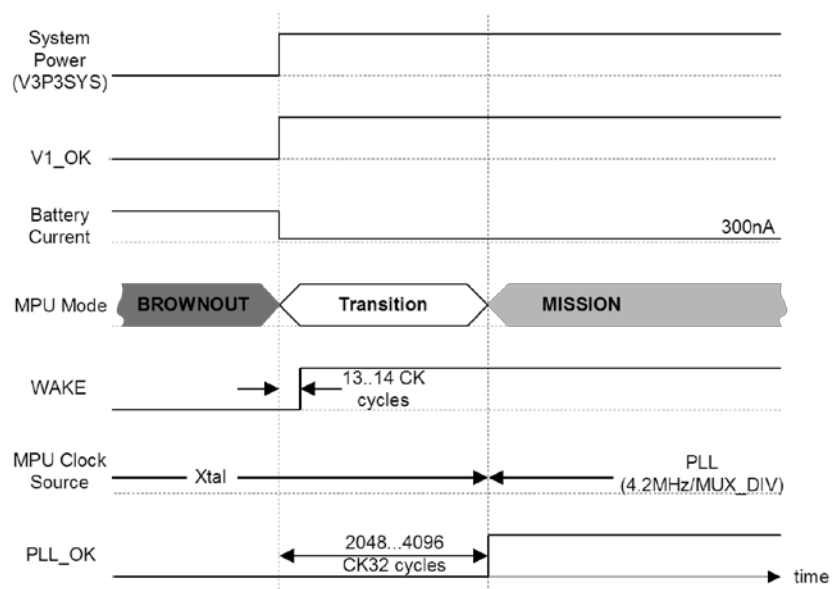 System
Power
(V3P3SYS)
V1_OK
Battery
Current
300nA
MPU Mode
BROWNOUT
Transition
MISSION
WAKE
13..14 CK
cycles
MPU Clock
Source
Xtal
PLL
(4.2MHz/MUX_DIV)
PLL_OK
2048...4096
CK32 cycles
time